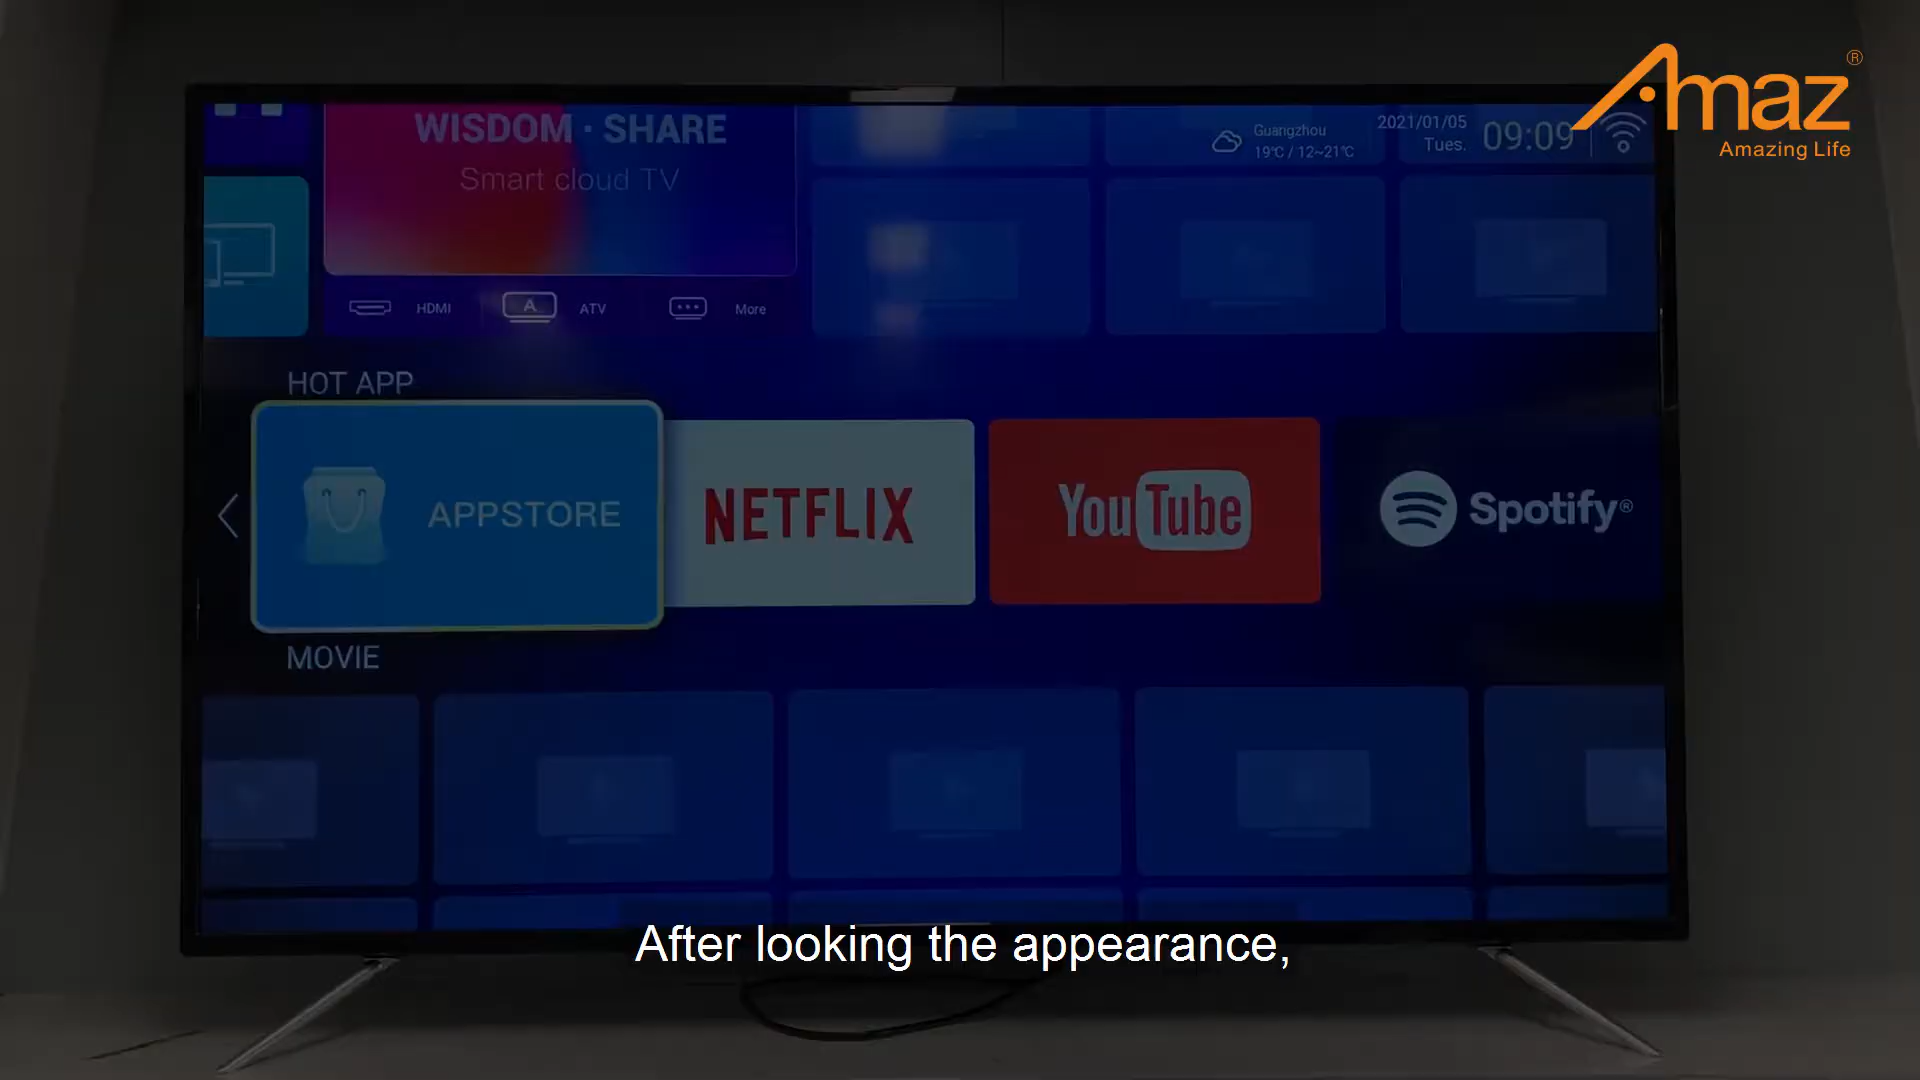 Amaz®
Amazing Life
WISDOM · SHARE
Smart cloud TV
Guangzhou
19℃ / 12~21℃
2021/01/05
Tues.
09:09
HDMI
A
ATV
More
HOT APP
APPSTORE
NETFLIX
YouTube
Spotify®
MOVIE
After looking the appearance,